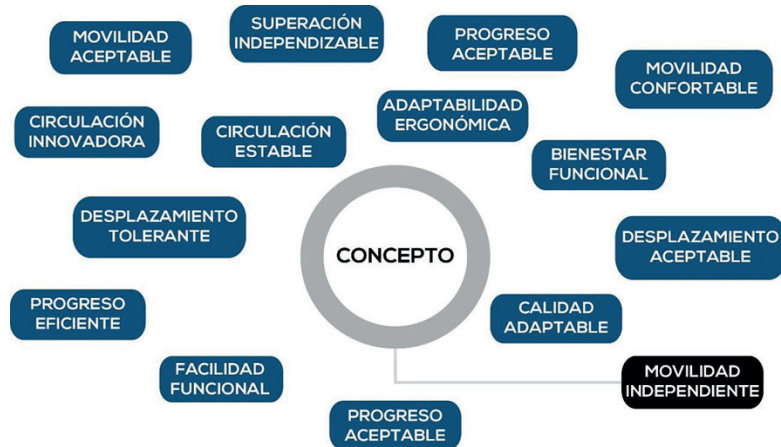 SUPERACIÓN
INDEPENDIZABLE
MOVILIDAD
ACEPTABLE
PROGRESO
ACEPTABLE
MOVILIDAD
CONFORTABLE
ADAPTABILIDAD
ERGONÓMICA
CIRCULACIÓN
INNOVADORA
CIRCULACIÓN
ESTABLE
BIENESTAR
FUNCIONAL
DESPLAZAMIENTO
TOLERANTE
DESPLAZAMIENTO
ACEPTABLE
CONCEPTO
PROGRESO
EFICIENTE
CALIDAD
ADAPTABLE
FACILIDAD
FUNCIONAL
MOVILIDAD
INDEPENDIENTE
PROGRESO
ACEPTABLE